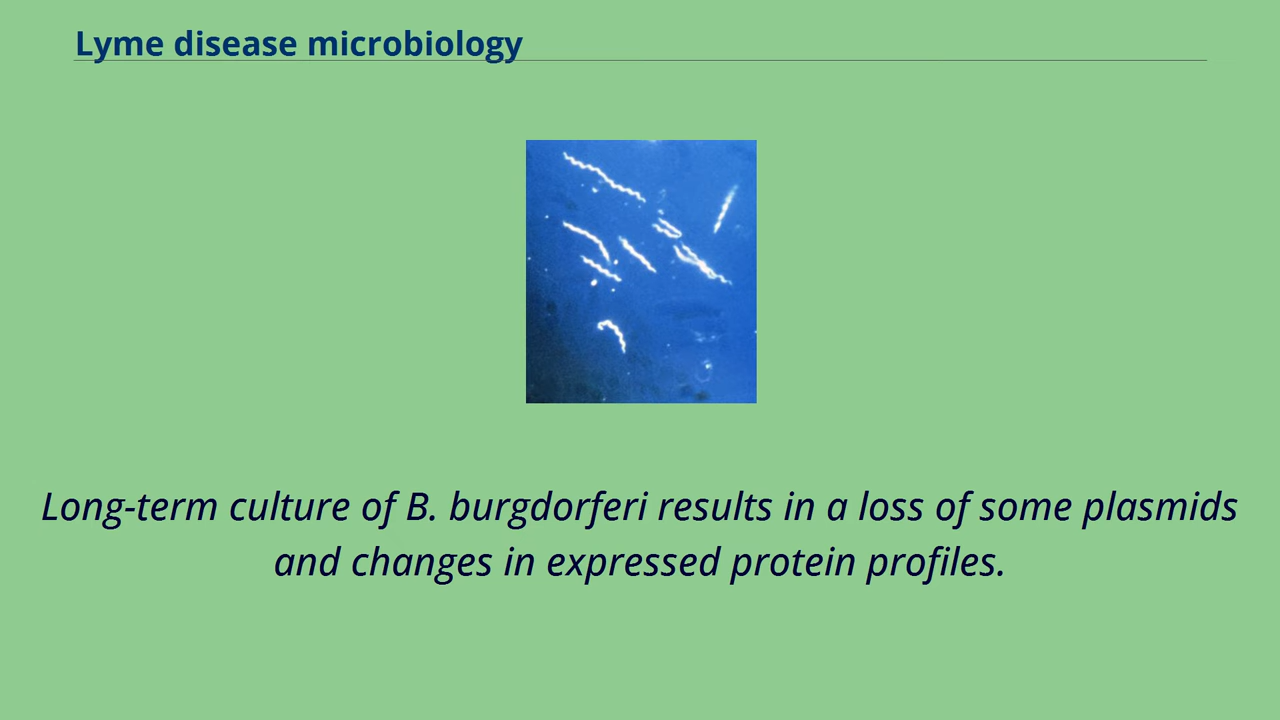 Lyme disease microbiology
Long-term culture of B. burgdorferi results in a loss of some plasmids
and changes in expressed protein profiles.